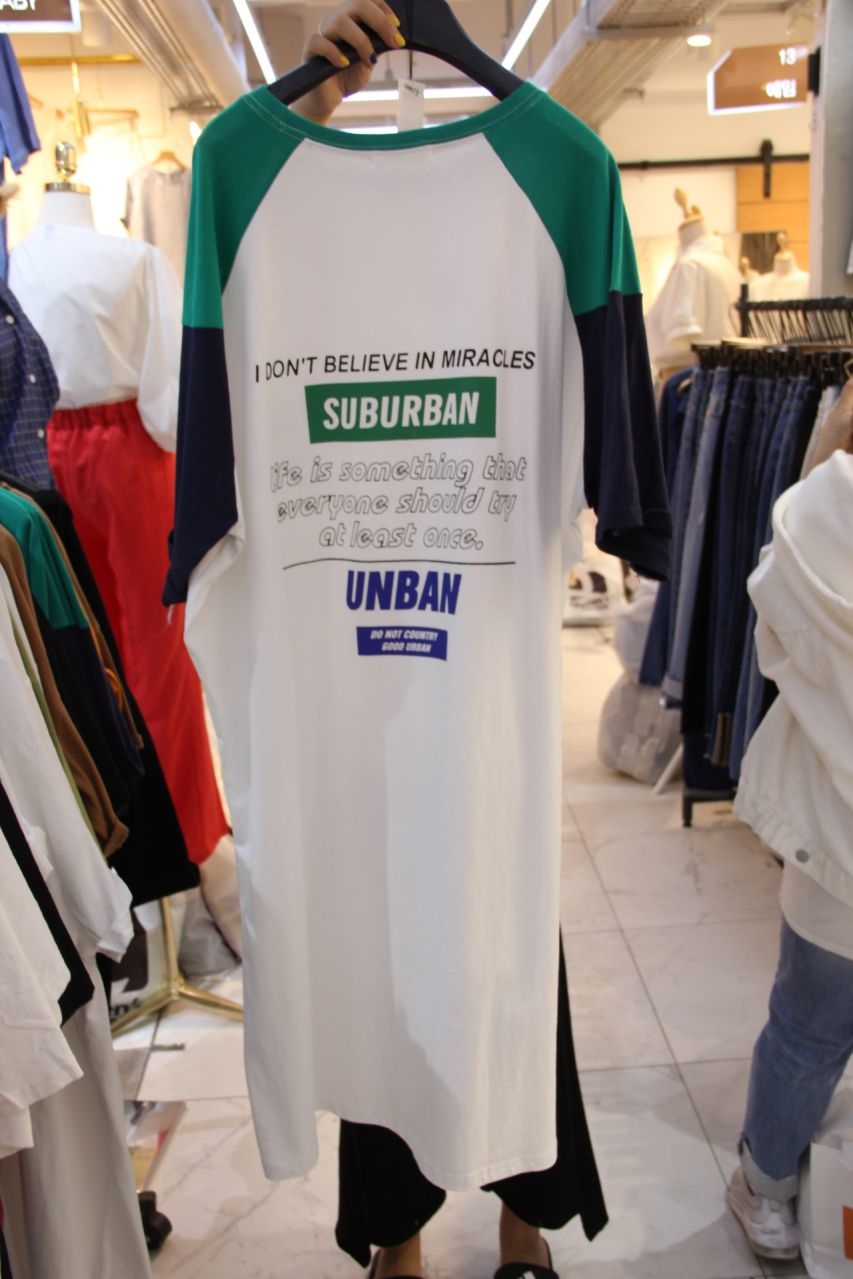 I DON'T BELIEVE IN MIRACLES
SUBURBAN
life is something that
everyone should try
at least once.
UNBAN
DO NOT COUNTRY
GOOD URBAN
13